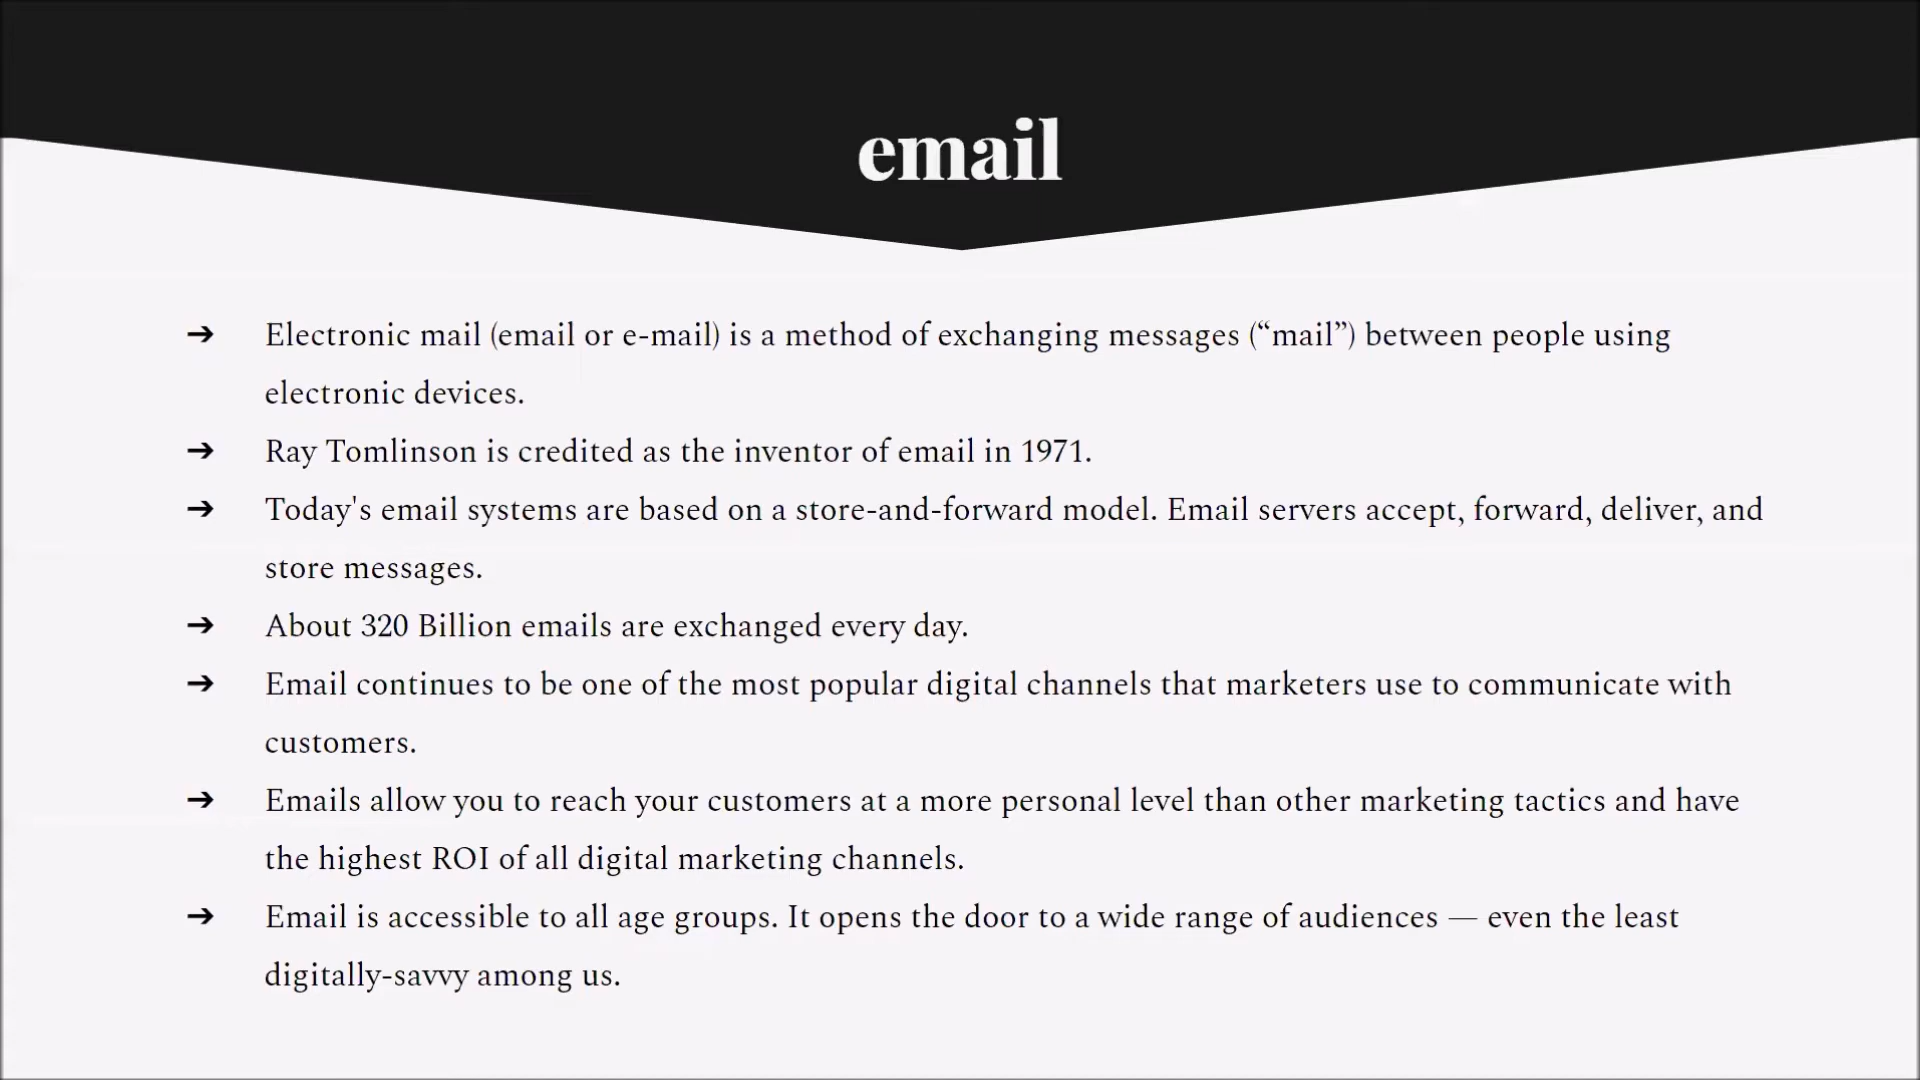 email
➔ Electronic mail (email or e-mail) is a method of exchanging messages (“mail”) between people using
electronic devices.
➔ Ray Tomlinson is credited as the inventor of email in 1971.
➔ Today's email systems are based on a store-and-forward model. Email servers accept, forward, deliver, and
store messages.
➔ About 320 Billion emails are exchanged every day.
➔ Email continues to be one of the most popular digital channels that marketers use to communicate with
customers.
➔ Emails allow you to reach your customers at a more personal level than other marketing tactics and have
the highest ROI of all digital marketing channels.
➔ Email is accessible to all age groups. It opens the door to a wide range of audiences — even the least
digitally-savvy among us.